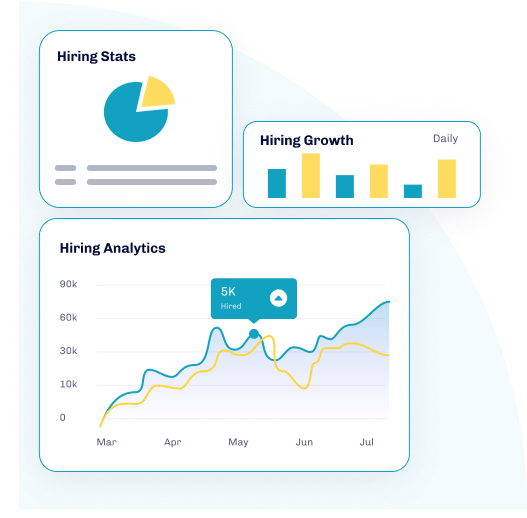 Hiring Stats
Hiring Growth
Daily
Hiring Analytics
90k
5K
Hired
60k
30k
10k
0
Mar
Apr
May
Jun
Jul